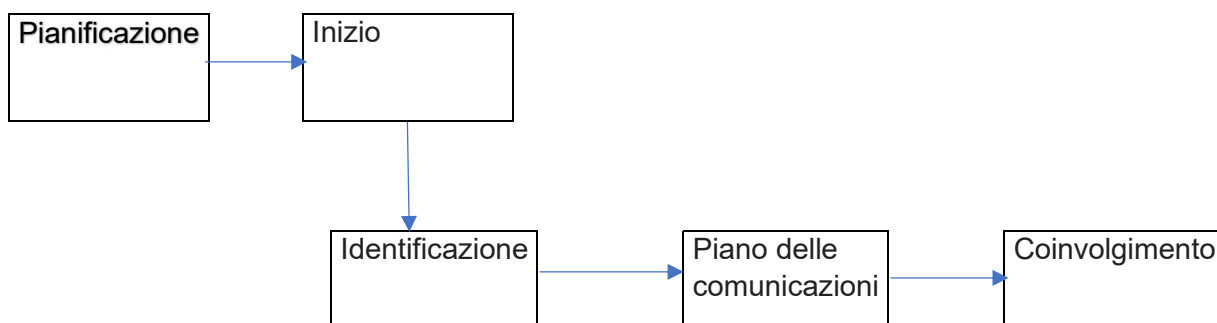 Pianificazione
Inizio
Identificazione
Piano delle
comunicazioni
Coinvolgimento